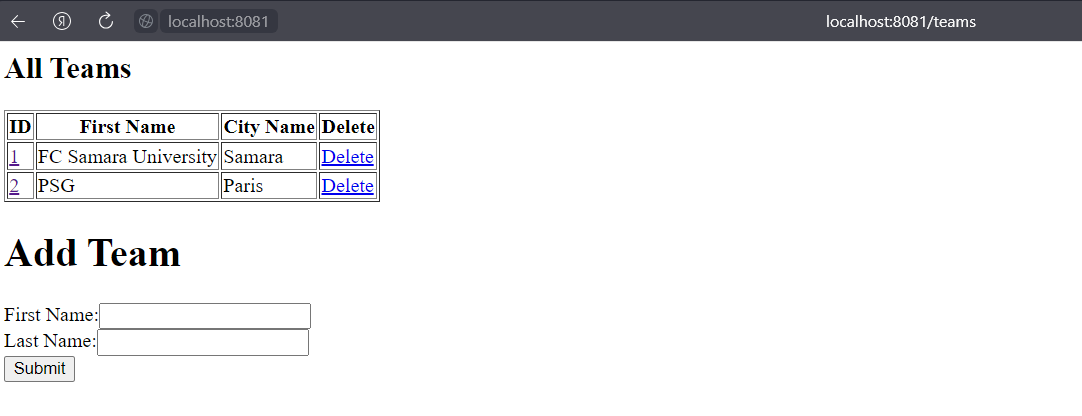 localhost:8081 localhost:8081/teams
All Teams
ID First Name City Name Delete
1 FC Samara University Samara Delete
2 PSG Paris Delete
Add Team
First Name:
Last Name:
Submit